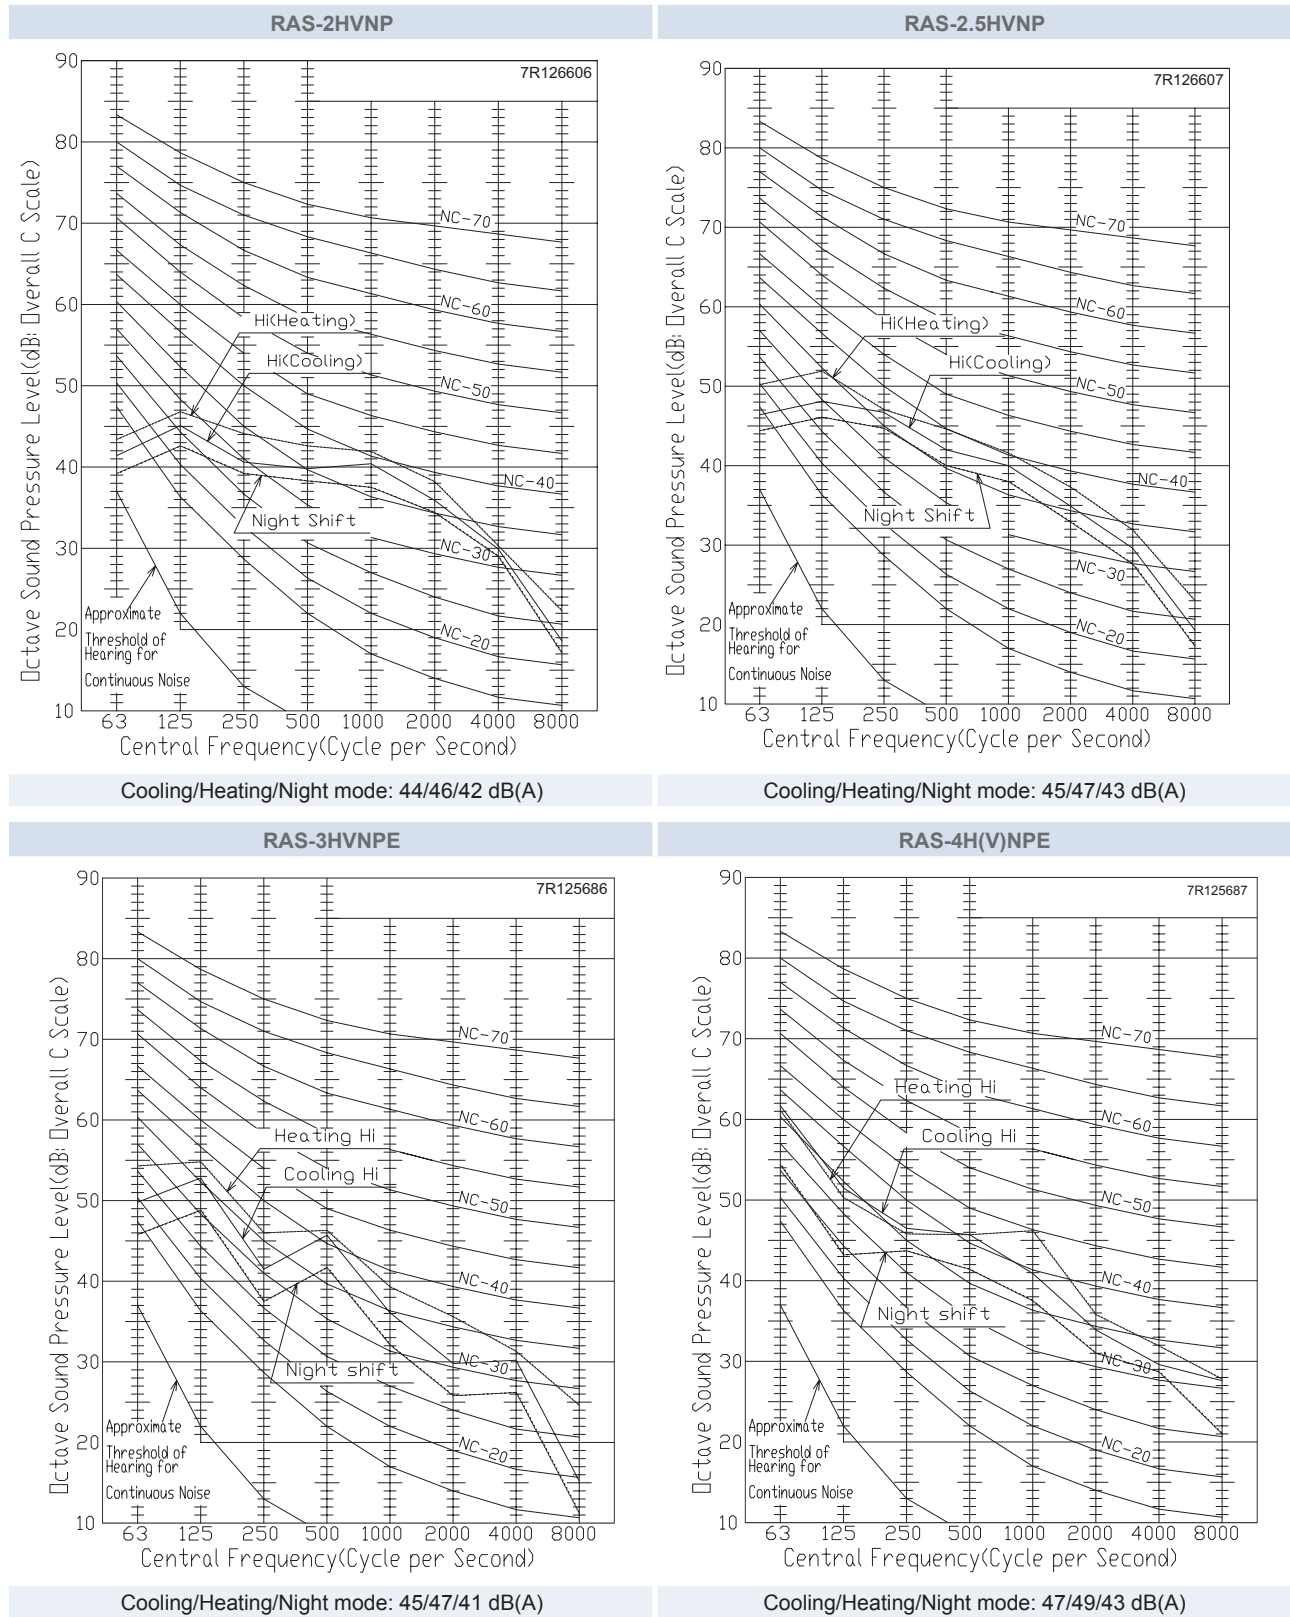 RAS-2HVNP
7R126606
Octave Sound Pressure Level(dB: Overall C Scale)
90
80
70
60
50
40
30
20
10
NC-70
NC-60
NC-50
NC-40
NC-30
NC-20
Hi(Heating)
Hi(Cooling)
Night Shift
Approximate
Threshold of
Hearing for
Continuous Noise
63 125 250 500 1000 2000 4000 8000
Central Frequency(Cycle per Second)
Cooling/Heating/Night mode: 44/46/42 dB(A)
RAS-2.5HVNP
7R126607
Octave Sound Pressure Level(dB: Overall C Scale)
90
80
70
60
50
40
30
20
10
NC-70
NC-60
NC-50
NC-40
NC-30
NC-20
Hi(Heating)
Hi(Cooling)
Night Shift
Approximate
Threshold of
Hearing for
Continuous Noise
63 125 250 500 1000 2000 4000 8000
Central Frequency(Cycle per Second)
Cooling/Heating/Night mode: 45/47/43 dB(A)
RAS-3HVNPE
7R125686
Octave Sound Pressure Level(dB: Overall C Scale)
90
80
70
60
50
40
30
20
10
NC-70
NC-60
NC-50
NC-40
NC-30
NC-20
Heating Hi
Cooling Hi
Night shift
Approximate
Threshold of
Hearing for
Continuous Noise
63 125 250 500 1000 2000 4000 8000
Central Frequency(Cycle per Second)
Cooling/Heating/Night mode: 45/47/41 dB(A)
RAS-4H(V)NPE
7R125687
Octave Sound Pressure Level(dB: Overall C Scale)
90
80
70
60
50
40
30
20
10
NC-70
NC-60
NC-50
NC-40
NC-30
NC-20
Heating Hi
Cooling Hi
Night shift
Approximate
Threshold of
Hearing for
Continuous Noise
63 125 250 500 1000 2000 4000 8000
Central Frequency(Cycle per Second)
Cooling/Heating/Night mode: 47/49/43 dB(A)